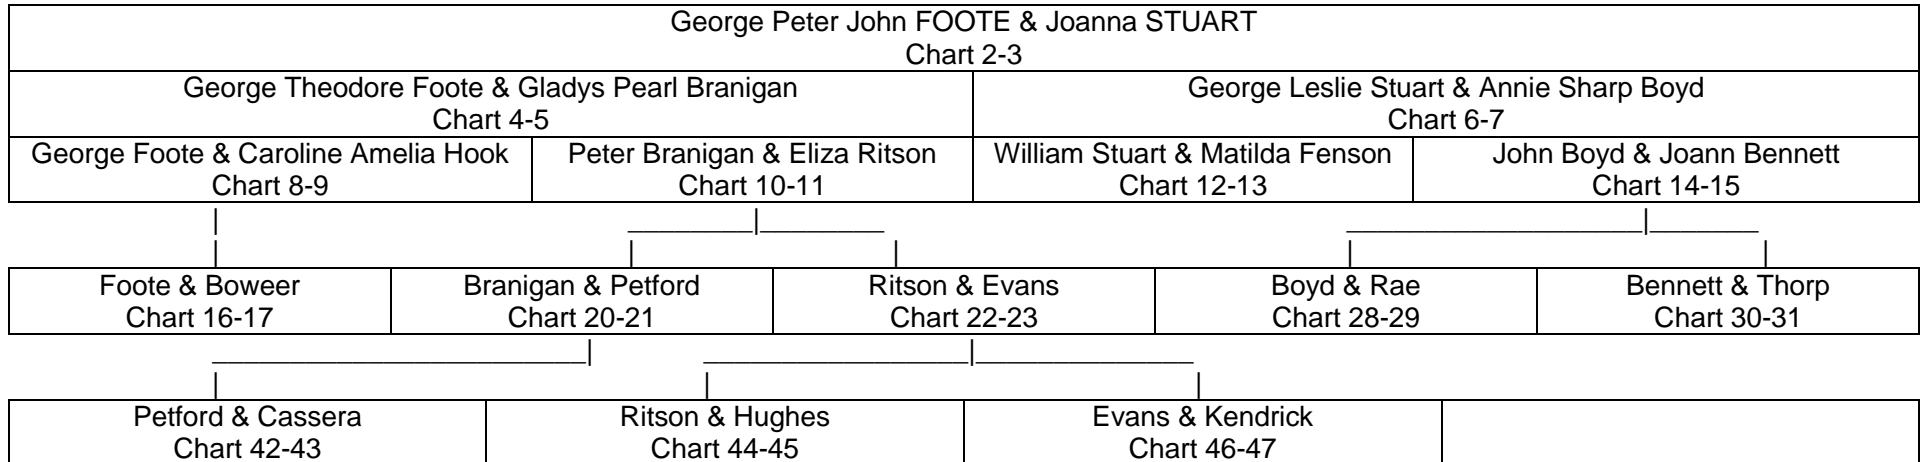 George Peter John FOOTE & Joanna STUART
Chart 2-3
George Theodore Foote & Gladys Pearl Branigan
Chart 4-5
George Leslie Stuart & Annie Sharp Boyd
Chart 6-7
George Foote & Caroline Amelia Hook
Chart 8-9
Peter Branigan & Eliza Ritson
Chart 10-11
William Stuart & Matilda Fenson
Chart 12-13
John Boyd & Joann Bennett
Chart 14-15
Foote & Boweer
Chart 16-17
Branigan & Petford
Chart 20-21
Ritson & Evans
Chart 22-23
Boyd & Rae
Chart 28-29
Bennett & Thorp
Chart 30-31
Petford & Cassera
Chart 42-43
Ritson & Hughes
Chart 44-45
Evans & Kendrick
Chart 46-47